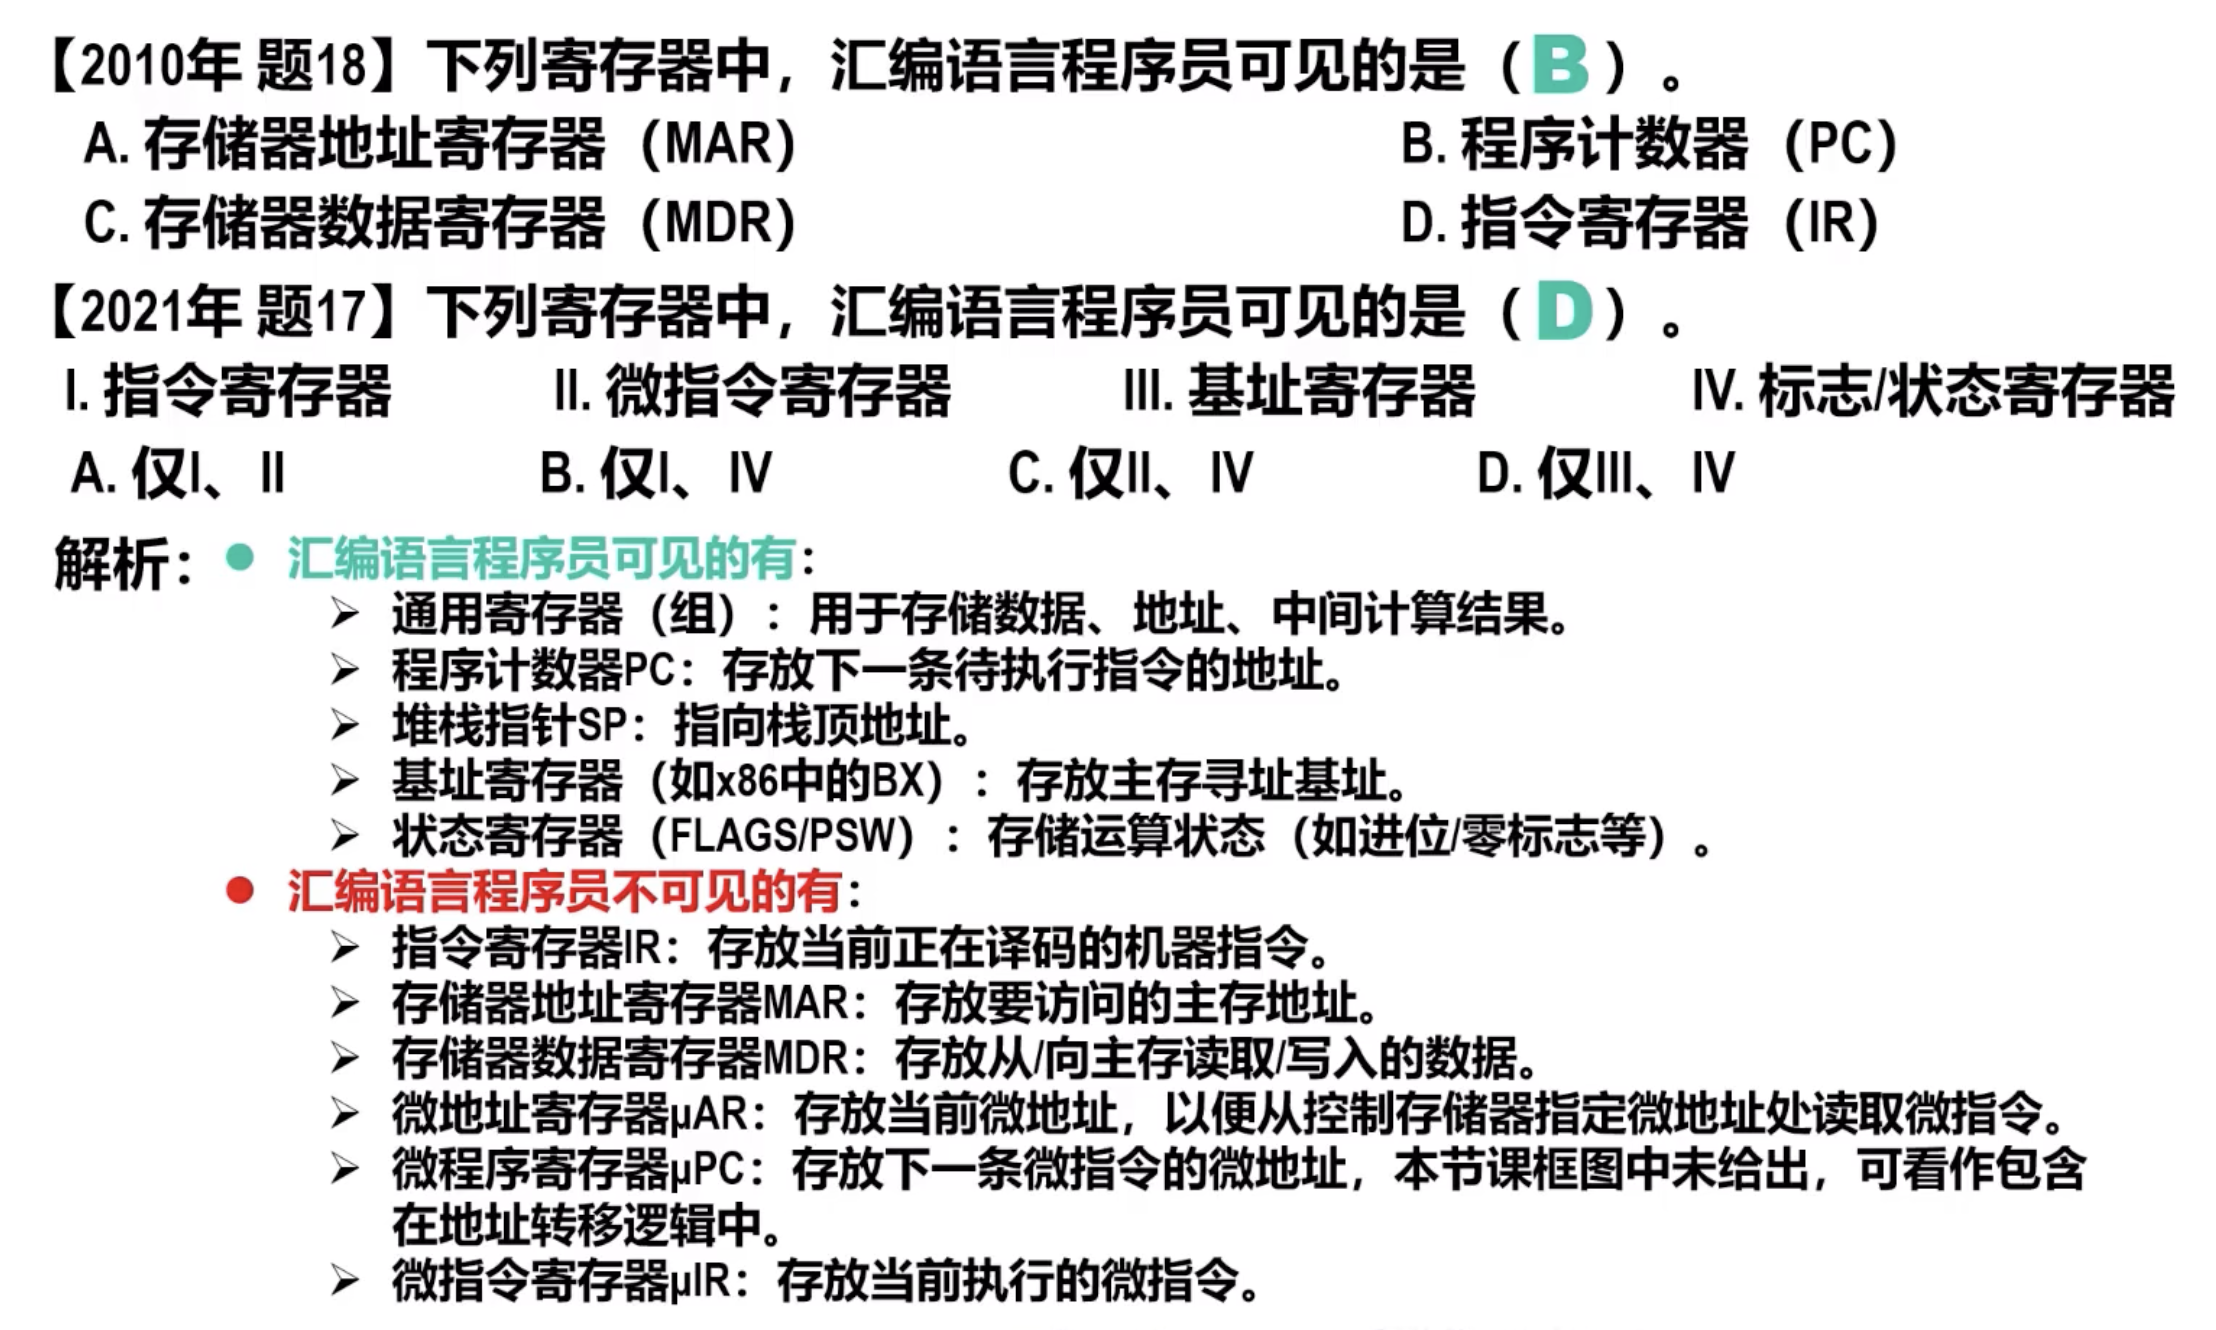 【2010年 题18】下列寄存器中，汇编语言程序员可见的是（B）。
A. 存储器地址寄存器（MAR） B. 程序计数器（PC）
C. 存储器数据寄存器（MDR） D. 指令寄存器（IR）
【2021年 题17】下列寄存器中，汇编语言程序员可见的是（D）。
I. 指令寄存器 II. 微指令寄存器 III. 基址寄存器 IV. 标志/状态寄存器
A. 仅I、II B. 仅I、IV C. 仅II、IV D. 仅III、IV
解析：● 汇编语言程序员可见的有：
➢ 通用寄存器（组）：用于存储数据、地址、中间计算结果。
➢ 程序计数器PC：存放下一条待执行指令的地址。
➢ 堆栈指针SP：指向栈顶地址。
➢ 基址寄存器（如x86中的BX）：存放主存寻址基址。
➢ 状态寄存器（FLAGS/PSW）：存储运算状态（如进位/零标志等）。
● 汇编语言程序员不可见的有：
➢ 指令寄存器IR：存放当前正在译码的机器指令。
➢ 存储器地址寄存器MAR：存放要访问的主存地址。
➢ 存储器数据寄存器MDR：存放从/向主存读取/写入的数据。
➢ 微地址寄存器μAR：存放当前微地址，以便从控制存储器指定微地址处读取微指令。
➢ 微程序寄存器μPC：存放下一条微指令的微地址，本节课框图中未给出，可看作包含
在地址转移逻辑中。
➢ 微指令寄存器μIR：存放当前执行的微指令。